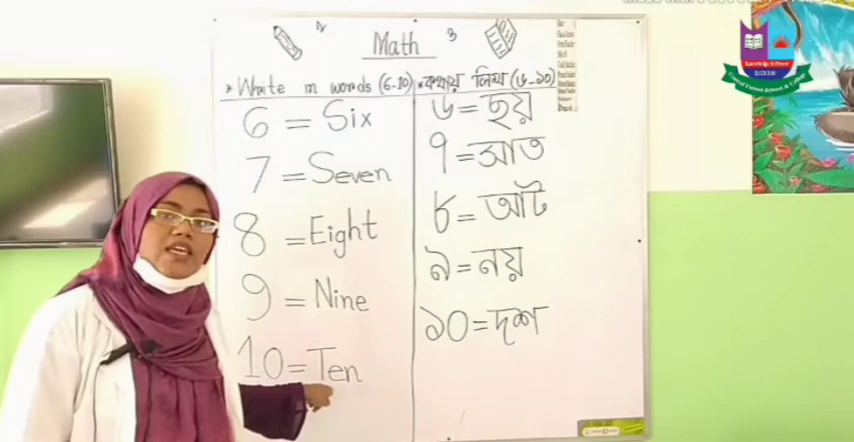 Math
* Write in words (6-10)
6 = Six
7 = Seven
8 = Eight
9 = Nine
10 = Ten
* কথায় লিখ (৬-১০)
৬ = ছয়
৭ = সাত
৮ = আট
৯ = নয়
১০ = দশ